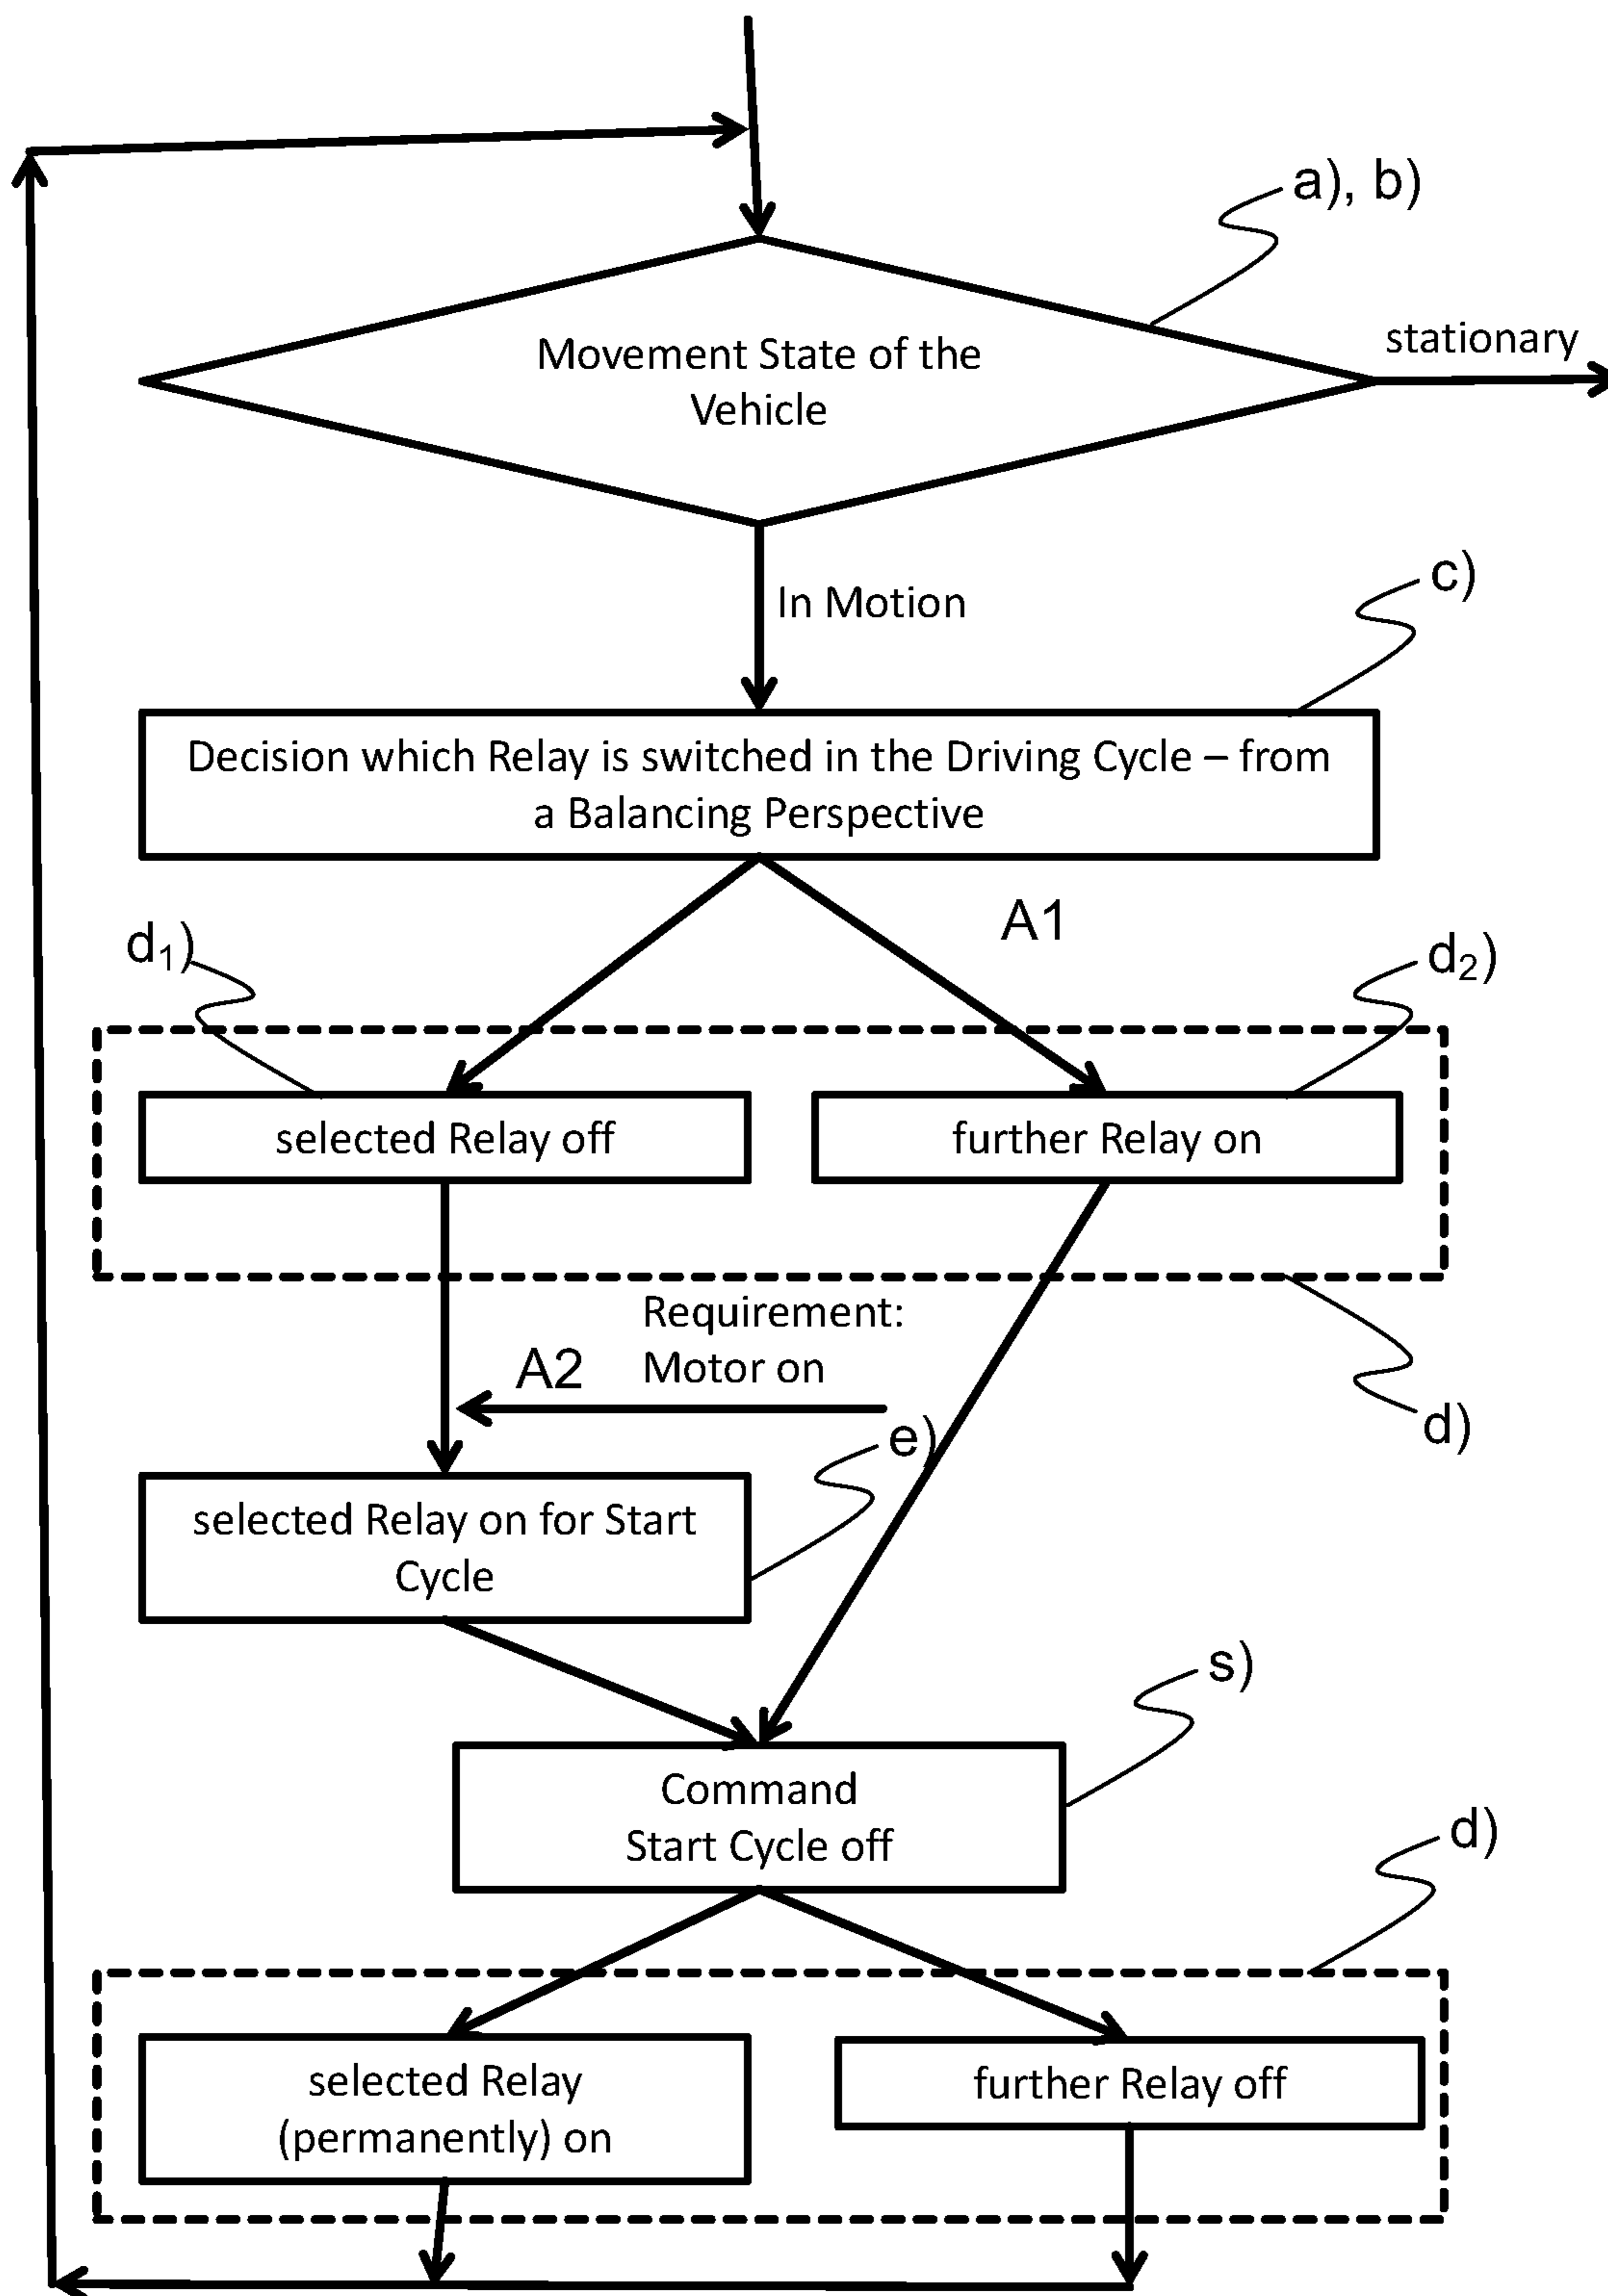 a), b)
stationary
Movement State of the
Vehicle
In Motion
c)
Decision which Relay is switched in the Driving Cycle – from
a Balancing Perspective
A1
d₁)
d₂)
selected Relay off
further Relay on
Requirement:
Motor on
A2
d)
e)
selected Relay on for Start
Cycle
s)
Command
Start Cycle off
d)
selected Relay
(permanently) on
further Relay off